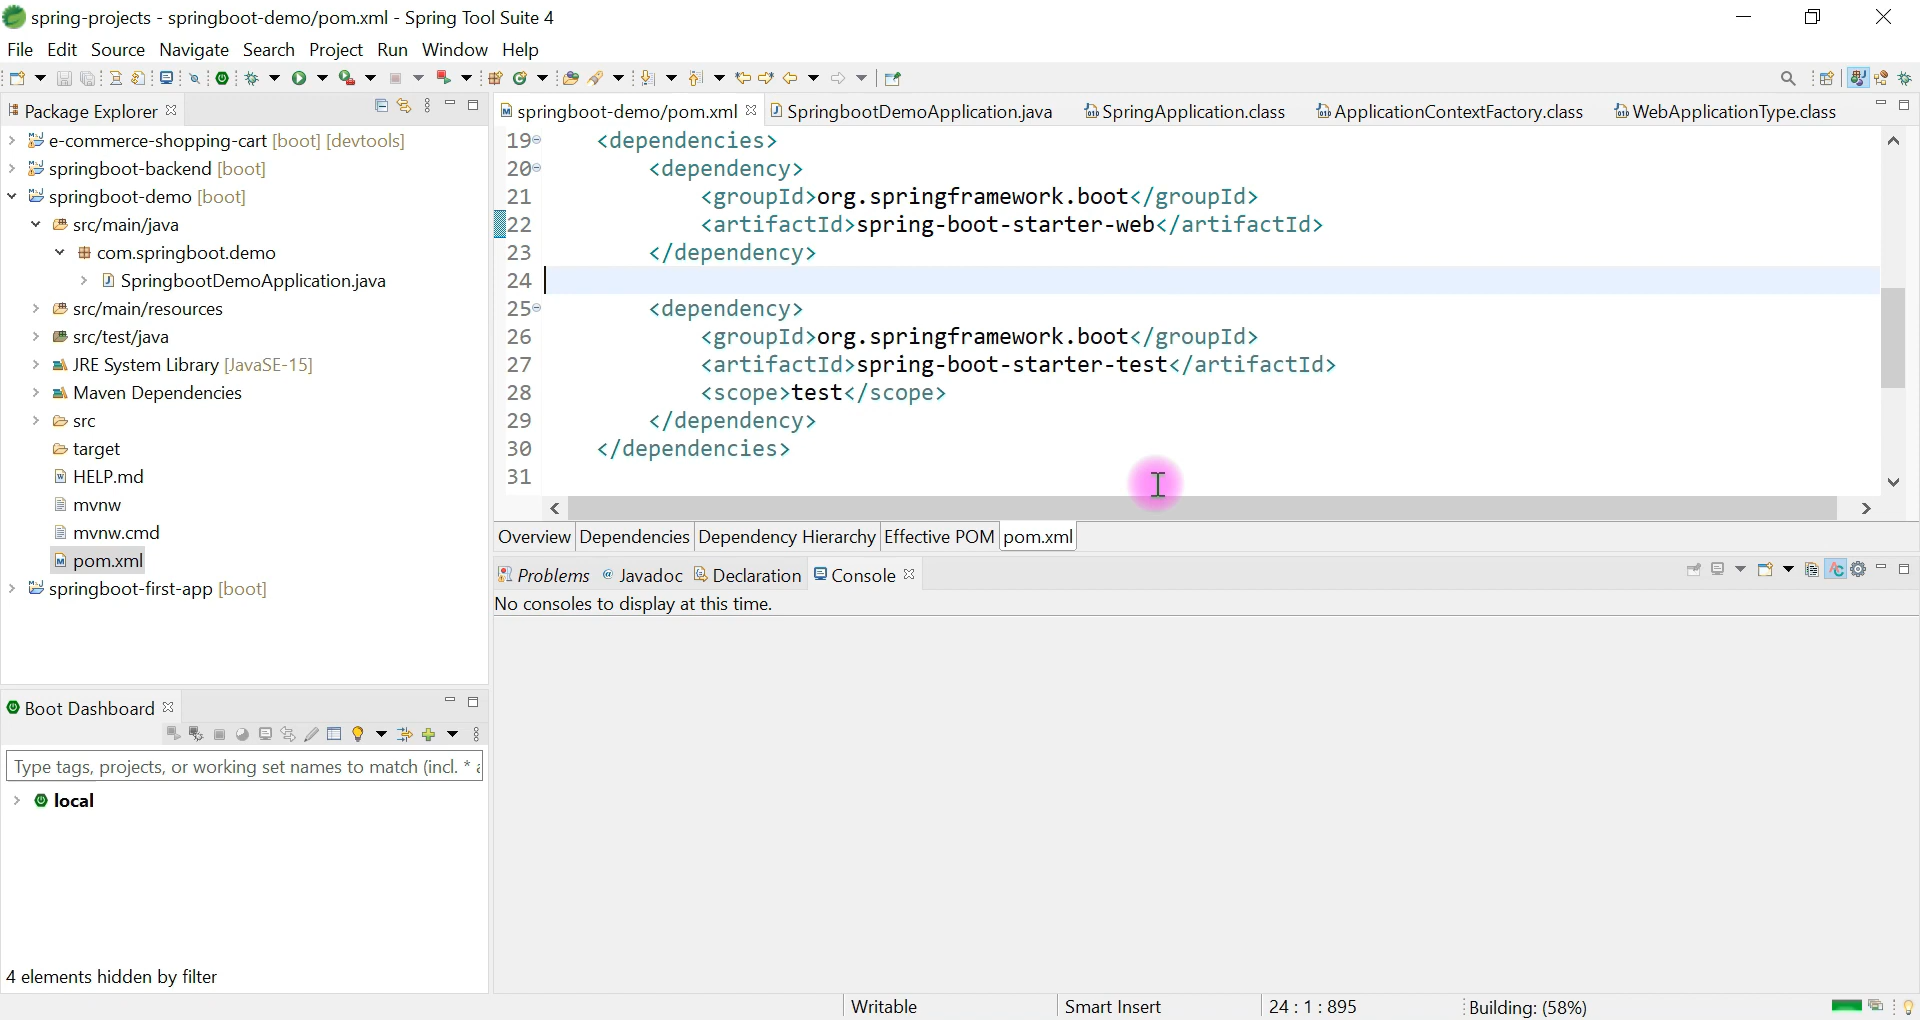 spring-projects - springboot-demo/pom.xml - Spring Tool Suite 4
File Edit Source Navigate Search Project Run Window Help
Package Explorer
e-commerce-shopping-cart [boot] [devtools]
springboot-backend [boot]
springboot-demo [boot]
src/main/java
com.springboot.demo
SpringbootDemoApplication.java
src/main/resources
src/test/java
JRE System Library [JavaSE-15]
Maven Dependencies
src
target
HELP.md
mvnw
mvnw.cmd
pom.xml
springboot-first-app [boot]
Boot Dashboard
Type tags, projects, or working set names to match (incl. *
local
4 elements hidden by filter
springboot-demo/pom.xml SpringbootDemoApplication.java SpringApplication.class ApplicationContextFactory.class WebApplicationType.class
19 <dependencies>
20 <dependency>
21 <groupId>org.springframework.boot</groupId>
22 <artifactId>spring-boot-starter-web</artifactId>
23 </dependency>
24
25 <dependency>
26 <groupId>org.springframework.boot</groupId>
27 <artifactId>spring-boot-starter-test</artifactId>
28 <scope>test</scope>
29 </dependency>
30 </dependencies>
31
Overview Dependencies Dependency Hierarchy Effective POM pom.xml
Problems Javadoc Declaration Console
No consoles to display at this time.
Writable Smart Insert 24 : 1 : 895 Building: (58%)